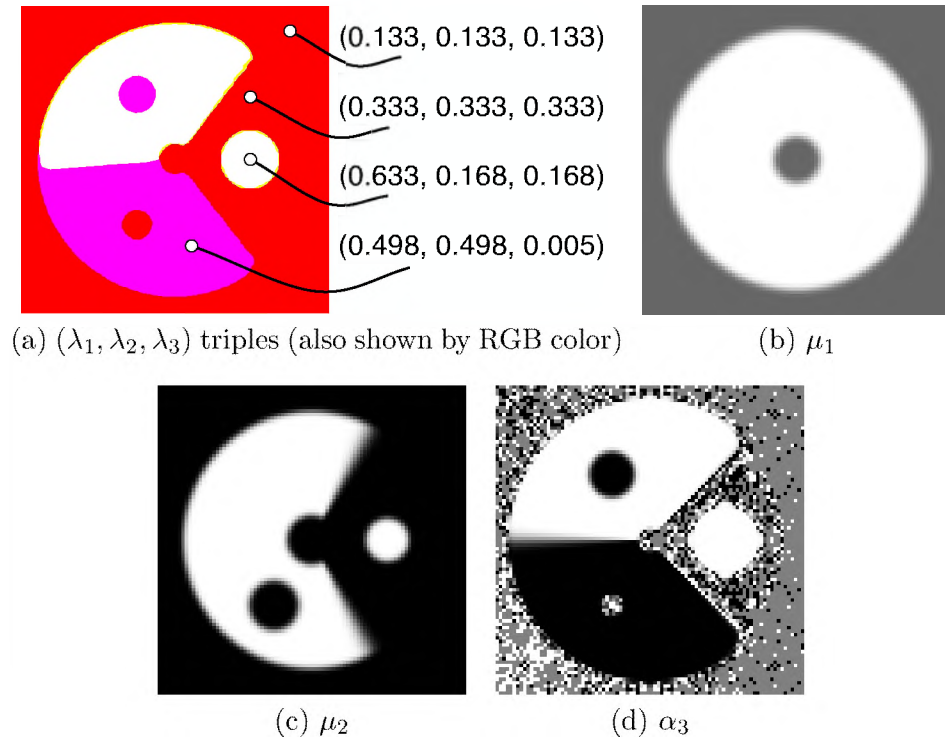 (0.133, 0.133, 0.133)
(0.333, 0.333, 0.333)
(0.633, 0.168, 0.168)
(0.498, 0.498, 0.005)
(a) (λ₁, λ₂, λ₃) triples (also shown by RGB color)
(b) μ₁
(c) μ₂
(d) α₃